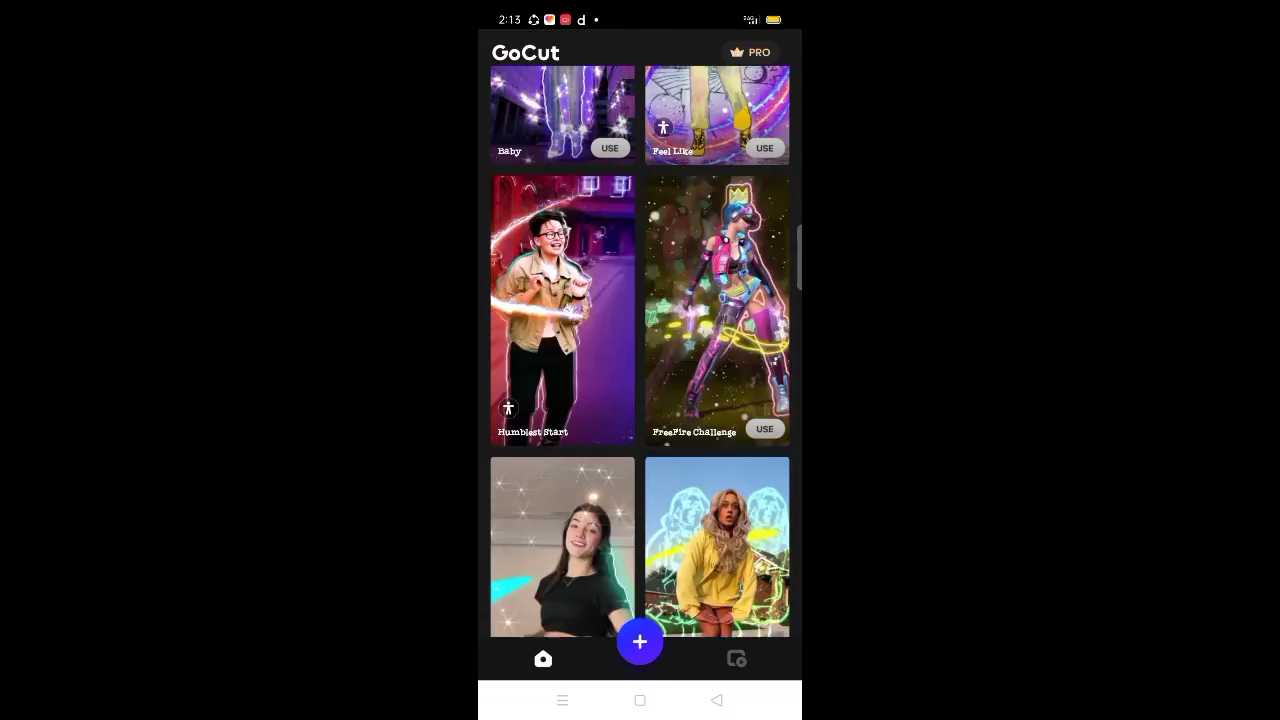 2:13
GoCut
PRO
Baby
USE
Feel Like
USE
Humblest Start
FreeFire Challenge
USE